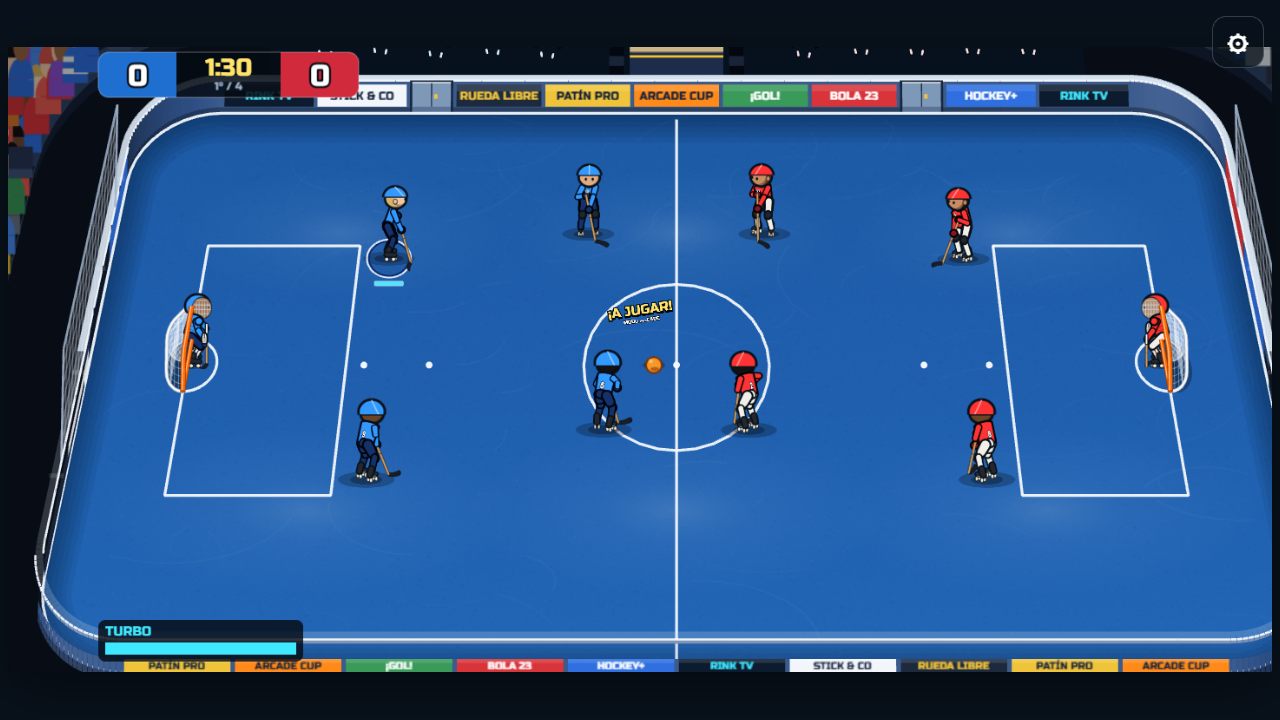 0 1:30 0
1º / 4
RINK TV STICK & CO RUEDA LIBRE PATÍN PRO ARCADE CUP ¡GOL! BOLA 23 HOCKEY+ RINK TV
¡A JUGAR!
TURBO
PATÍN PRO ARCADE CUP ¡GOL! BOLA 23 HOCKEY+ RINK TV STICK & CO RUEDA LIBRE PATÍN PRO ARCADE CUP